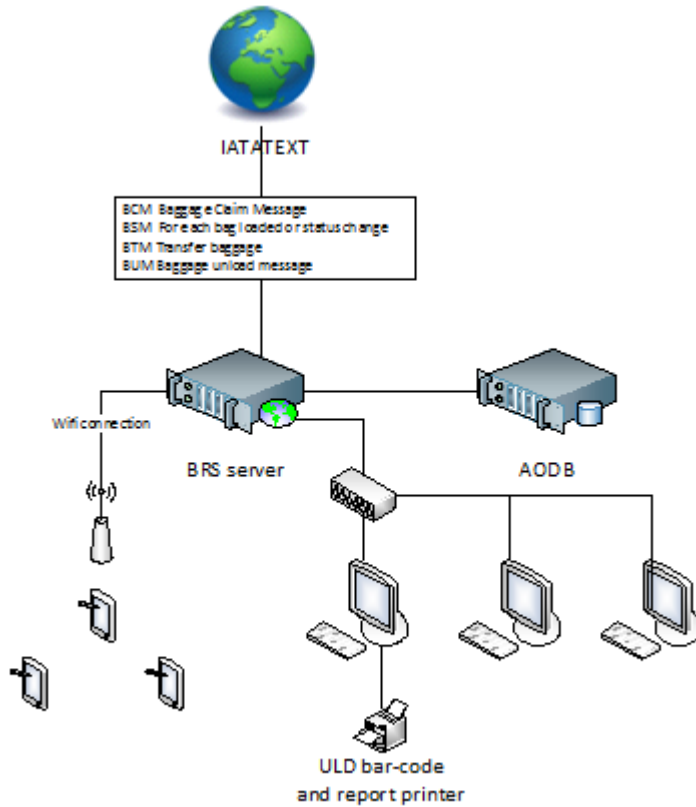 IATATEXT
BCM Baggage Claim Message
BSM For each bag loaded or status change
BTM Transfer baggage
BUM Baggage unload message
Wifi connection
BRS server
AODB
ULD bar-code
and report printer